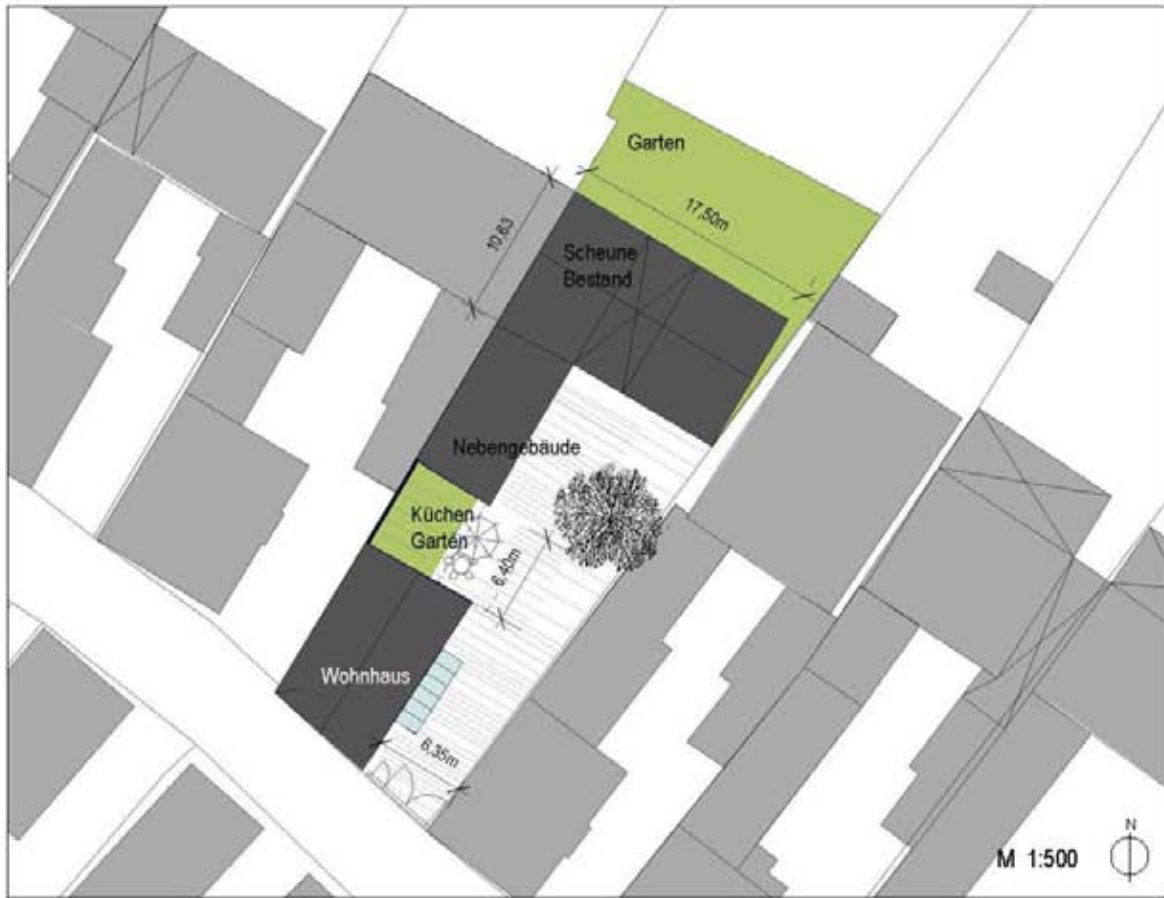 Garten
17,50m
10,63
Scheune
Bestand
Nebengebäude
Küchen
Garten
6,40m
Wohnhaus
6,35m
N
M 1:500